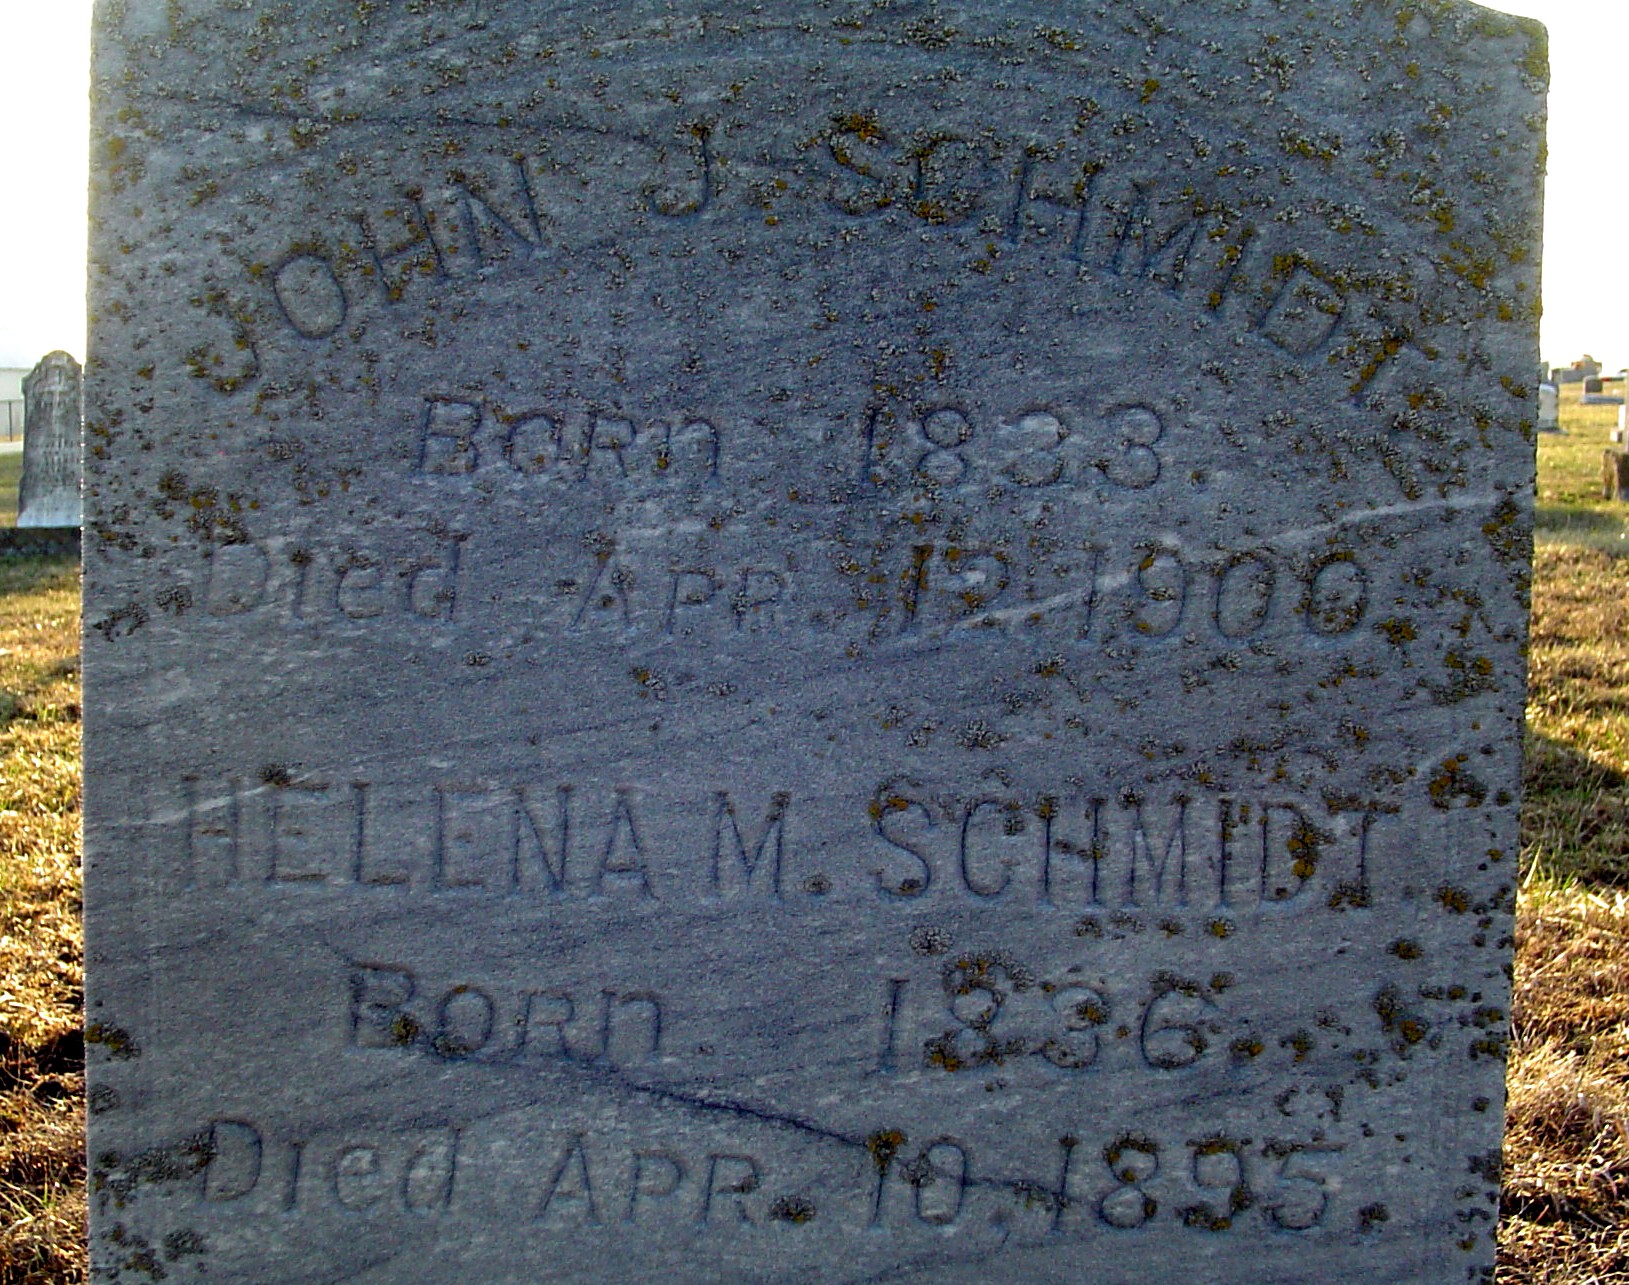 JOHN J. SCHMIDT.
Born 1833.
Died Apr. 12, 1900.
HELENA M. SCHMIDT.
Born 1836.
Died Apr. 10, 1895.